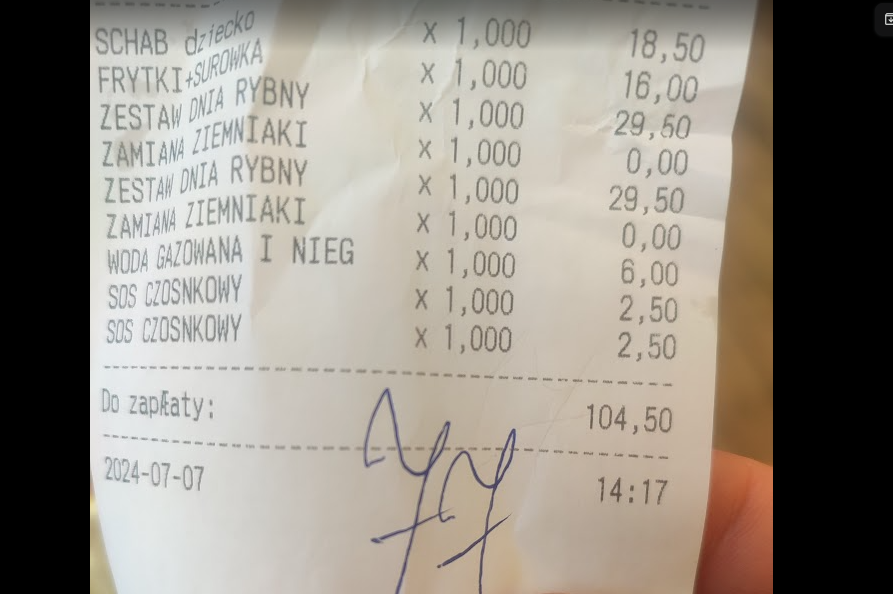 SCHAB dziecko x 1,000 18,50
FRYTKI+SUROWKA x 1,000 16,00
ZESTAW DNIA RYBNY x 1,000 29,50
ZAMIANA ZIEMNIAKI x 1,000 0,00
ZESTAW DNIA RYBNY x 1,000 29,50
ZAMIANA ZIEMNIAKI x 1,000 0,00
WODA GAZOWANA I NIEG x 1,000 6,00
SOS CZOSNKOWY x 1,000 2,50
SOS CZOSNKOWY x 1,000 2,50
Do zapłaty: 104,50
2024-07-07 14:17
77